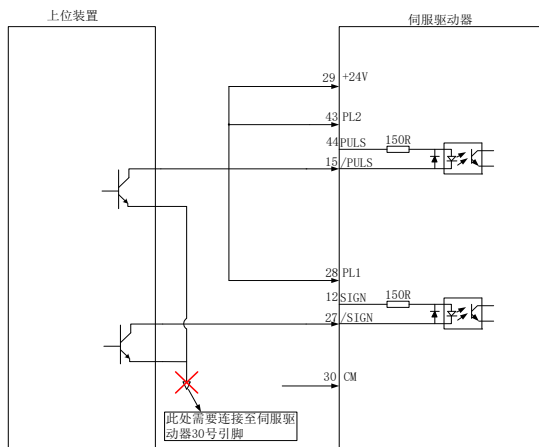 上位装置
伺服驱动器
29 +24V
43 PL2
44 PULS 150R
15 /PULS
28 PL1
12 SIGN 150R
27 /SIGN
30 CM
此处需要连接至伺服驱
动器30号引脚